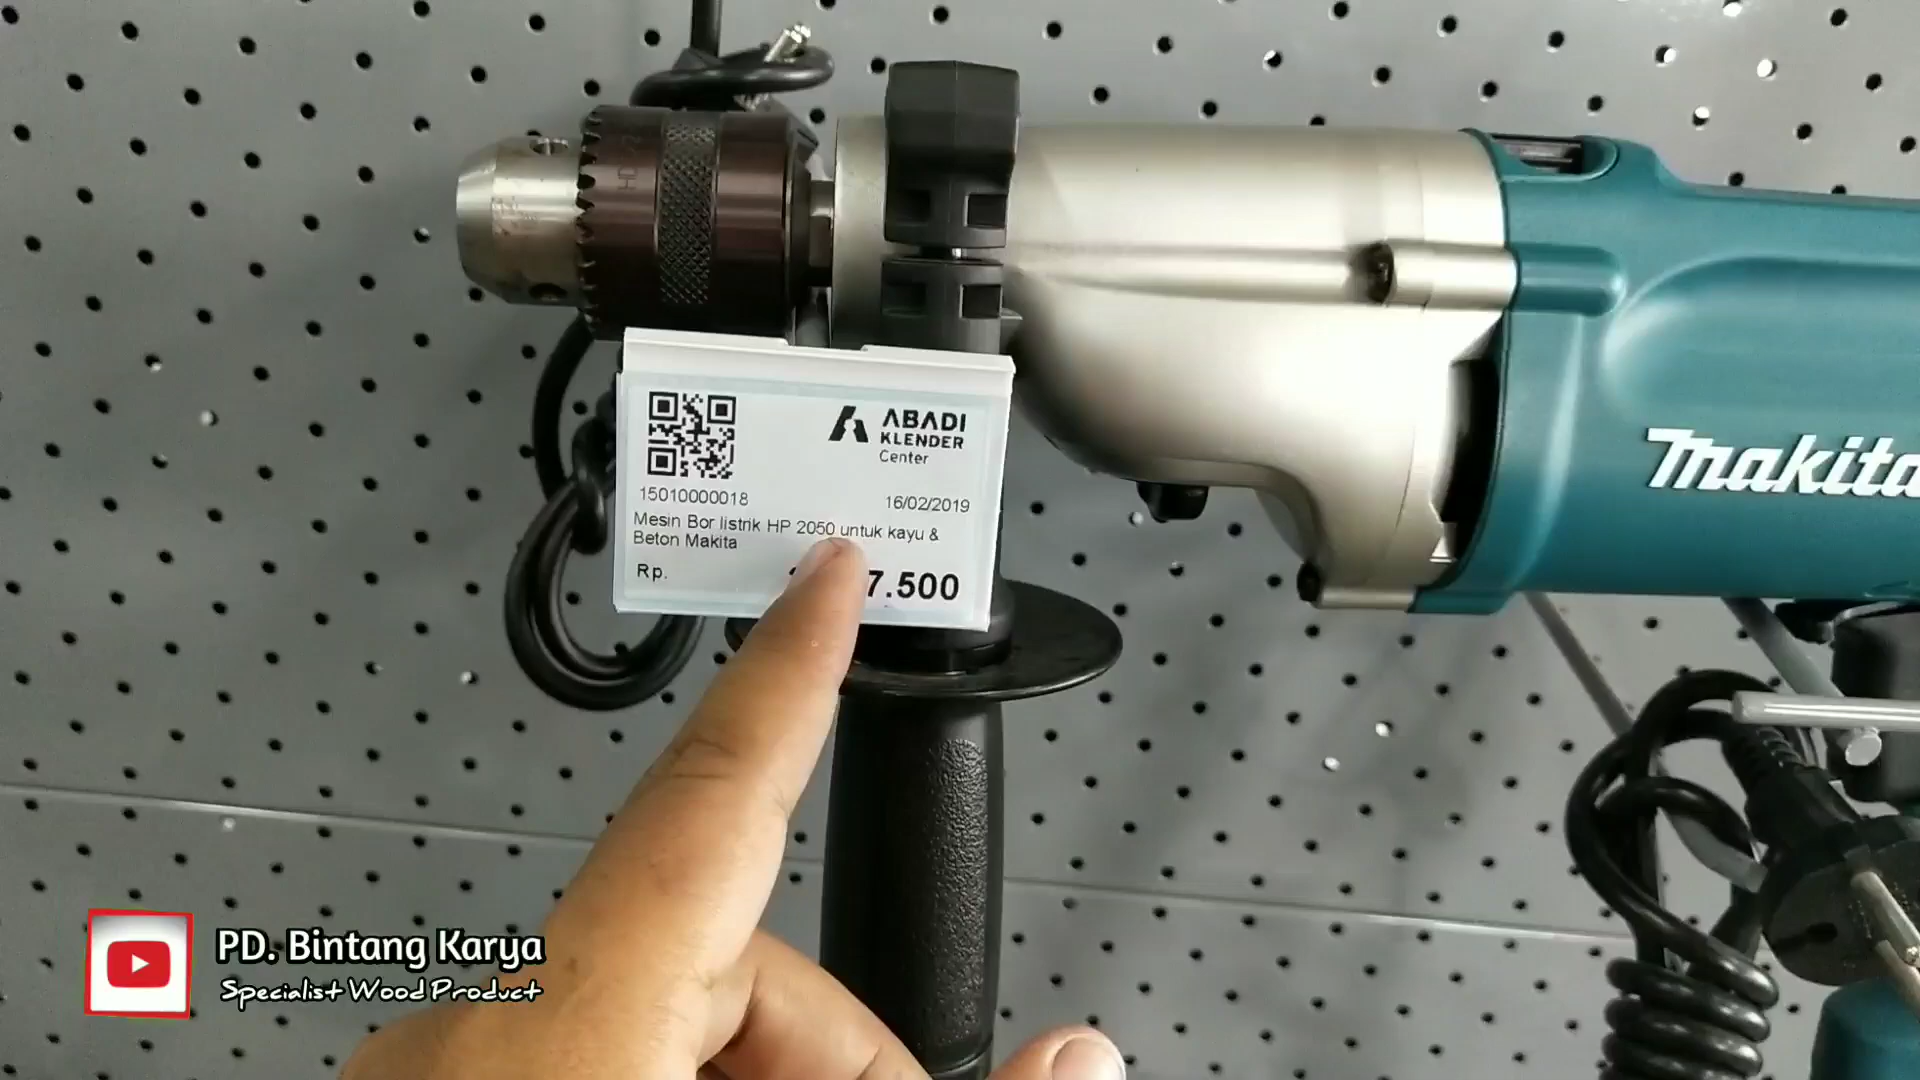 ABADI
KLENDER
Center
15010000018
16/02/2019
Mesin Bor listrik HP 2050 untuk kayu &
Beton Makita
Rp.
7.500
makita
PD. Bintang Karya
Specialist Wood Product